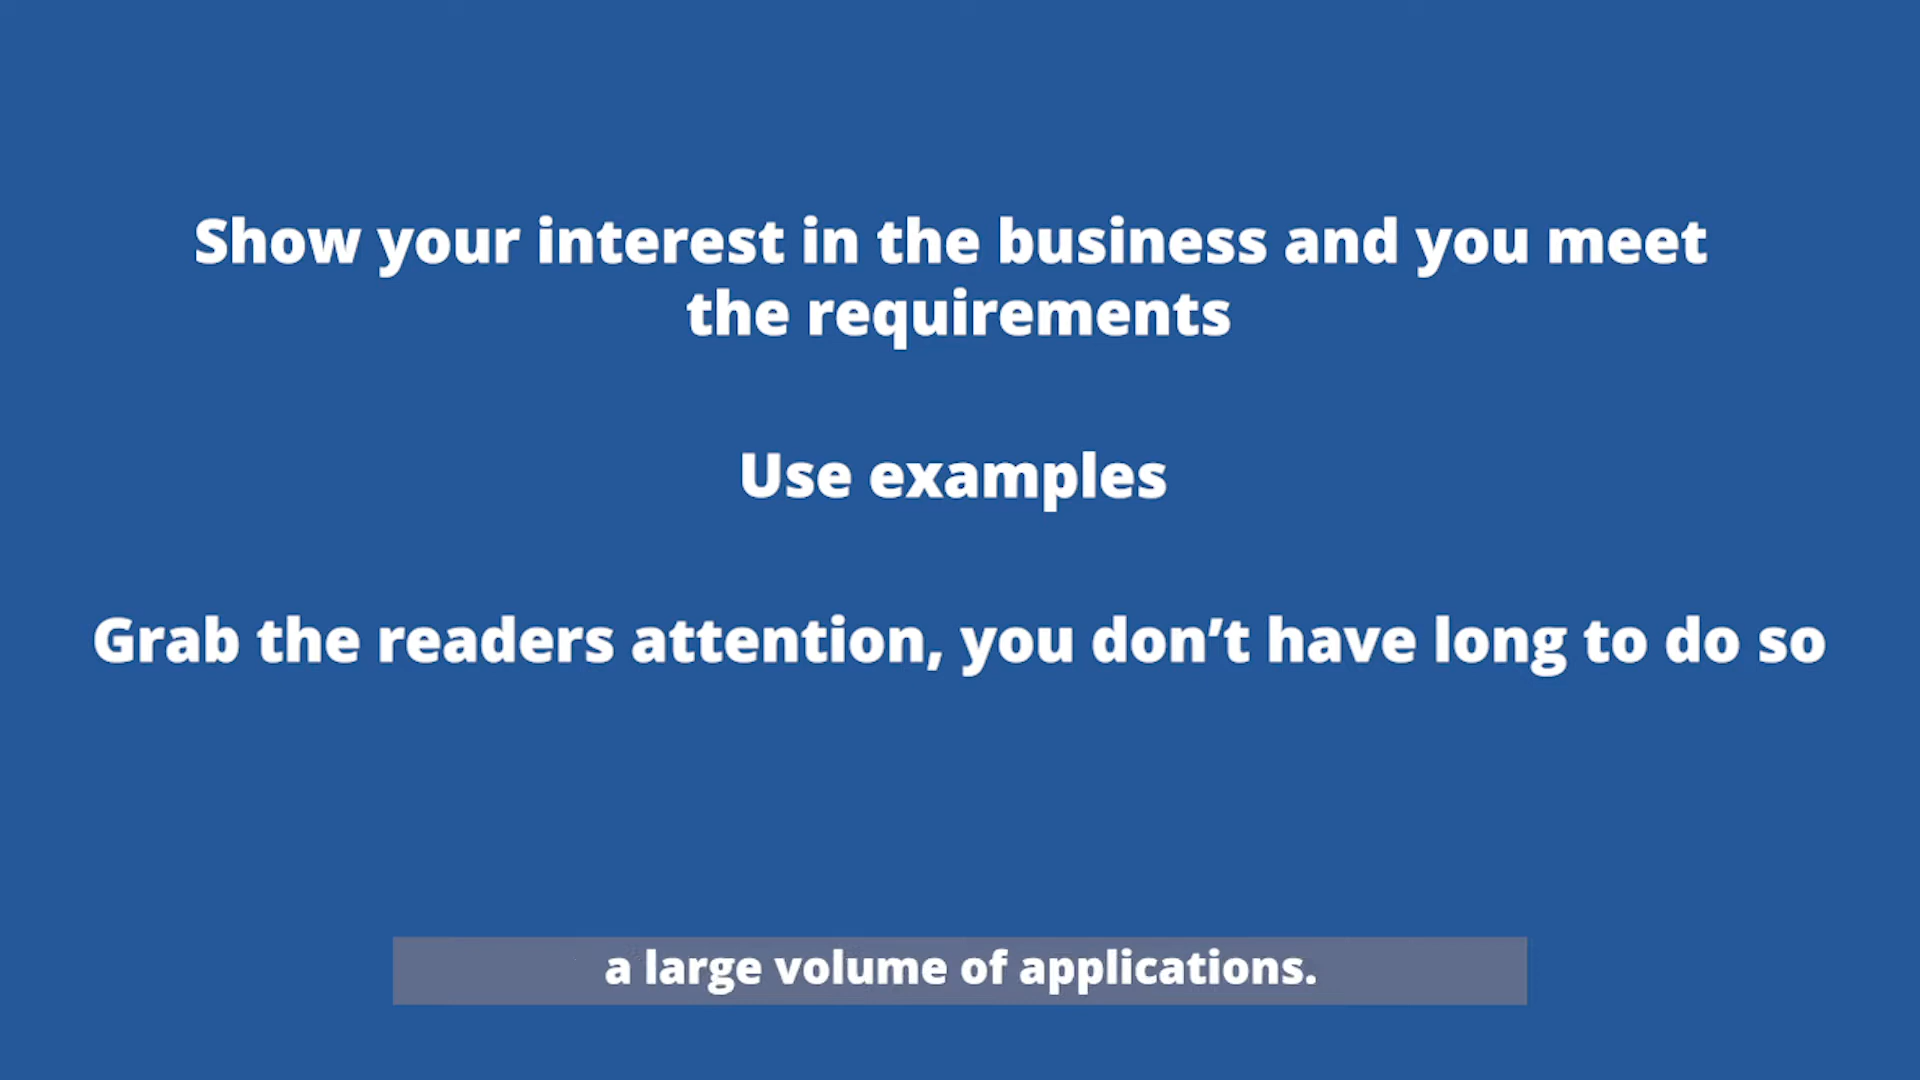 Show your interest in the business and you meet
the requirements
Use examples
Grab the readers attention, you don’t have long to do so
a large volume of applications.